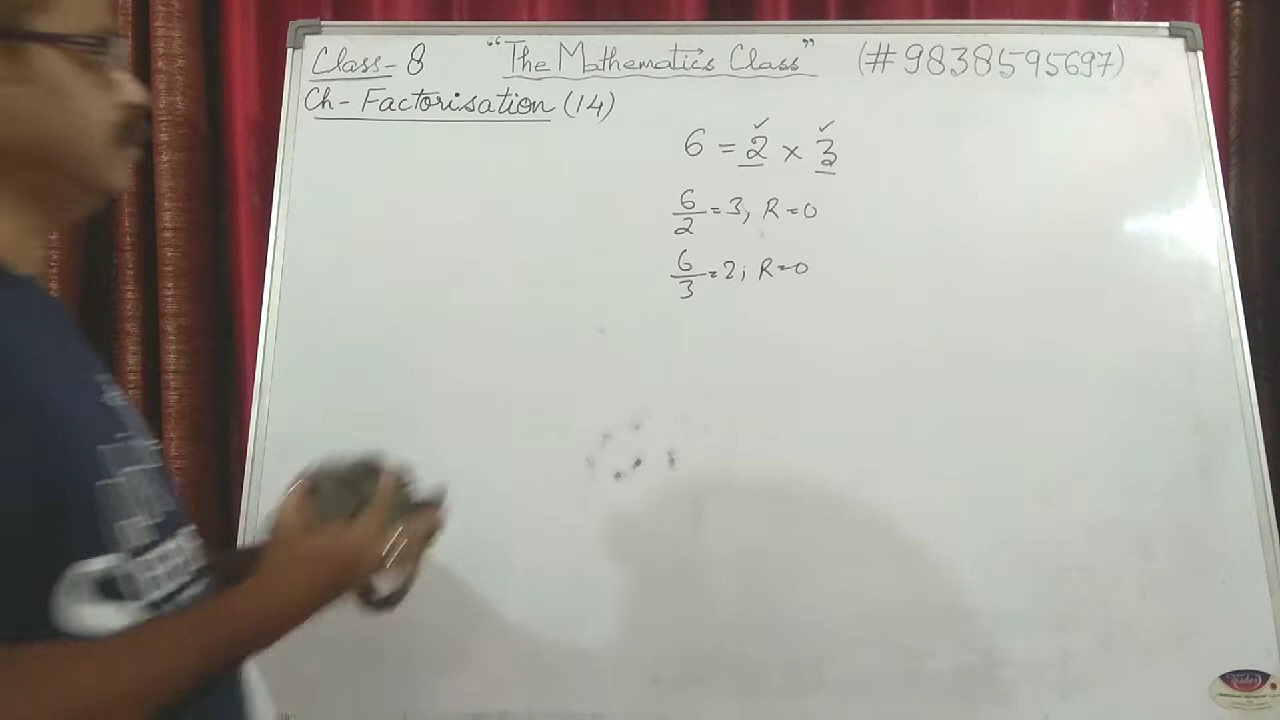 Class-8 "The Mathematics Class" (#9838595697)
Ch- Factorisation (14)
6 = 2 × 3
6/2 = 3, R=0
6/3 = 2; R=0